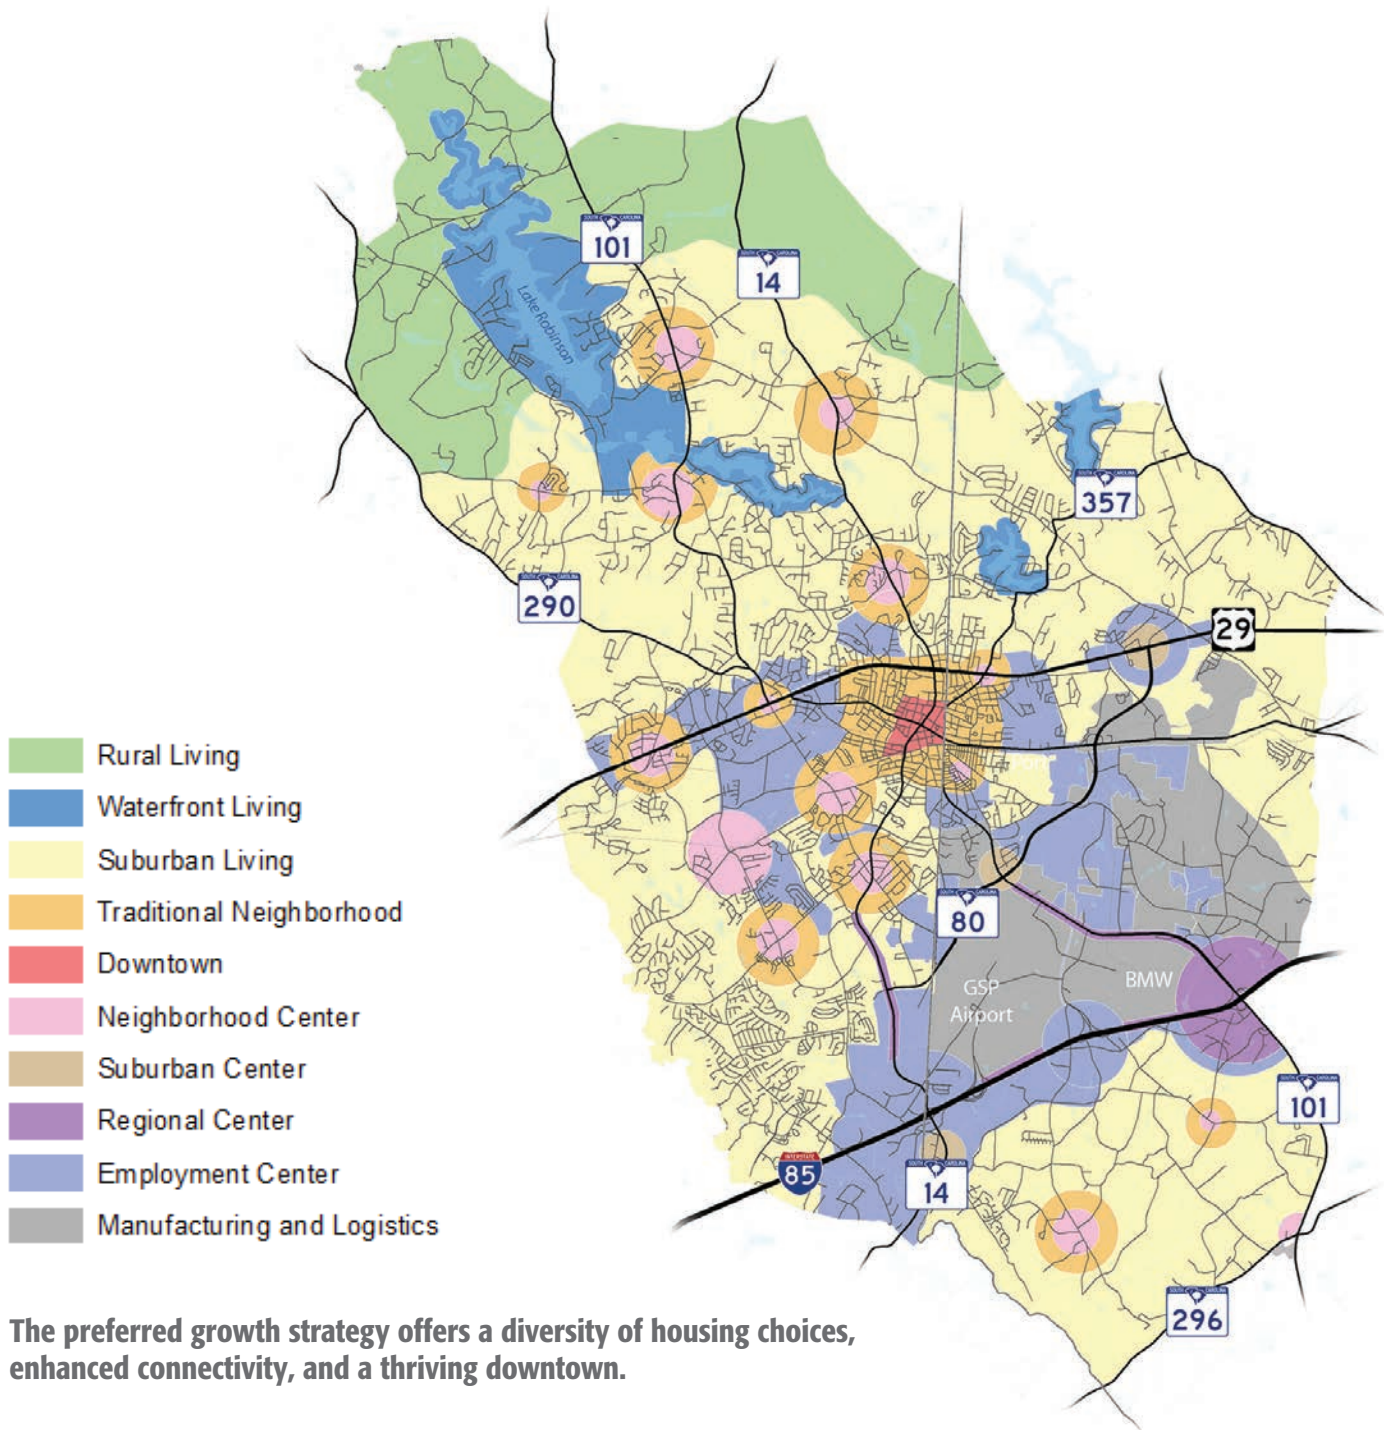 101
14
Lake Robinson
357
290
29
Port
Rural Living
Waterfront Living
Suburban Living
Traditional Neighborhood
Downtown
Neighborhood Center
Suburban Center
Regional Center
Employment Center
Manufacturing and Logistics
80
GSP
Airport
BMW
101
INTERSTATE
85
14
296
The preferred growth strategy offers a diversity of housing choices,
enhanced connectivity, and a thriving downtown.